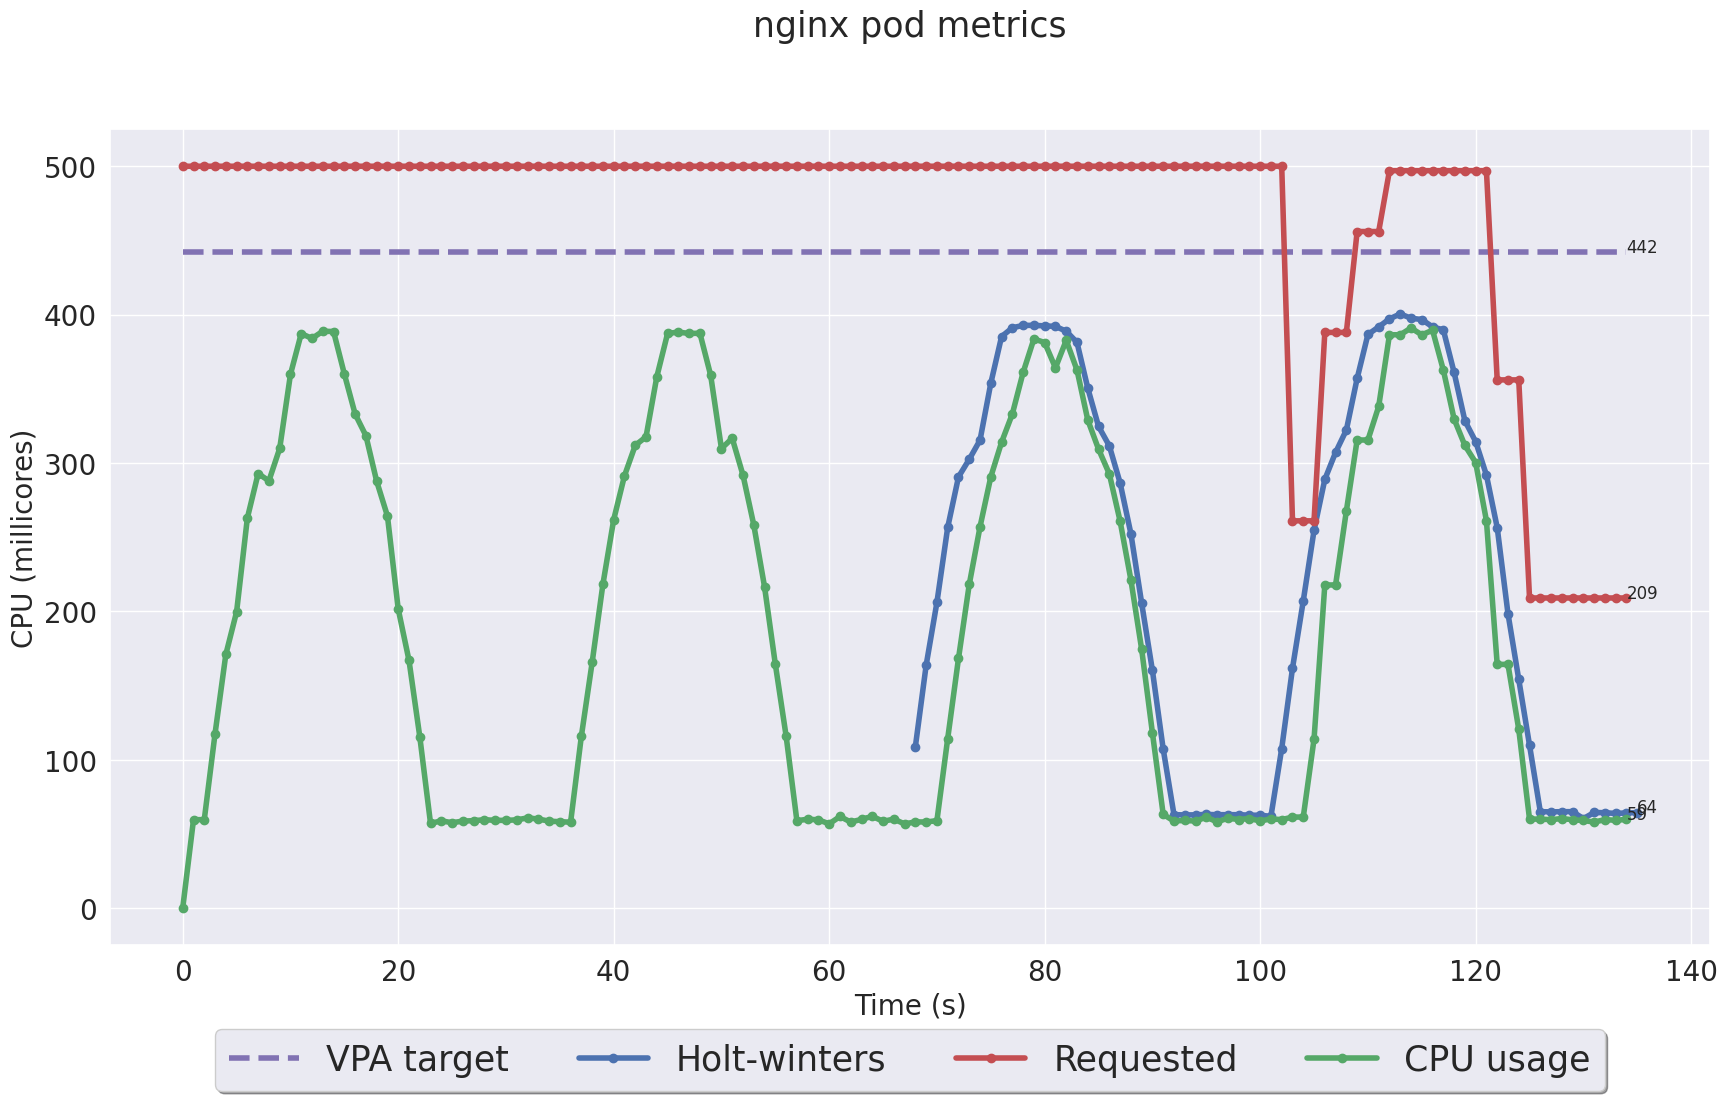 nginx pod metrics
500
400
300
200
100
0
CPU (millicores)
442
209
64
59
0 20 40 60 80 100 120 140
Time (s)
VPA target Holt-winters Requested CPU usage